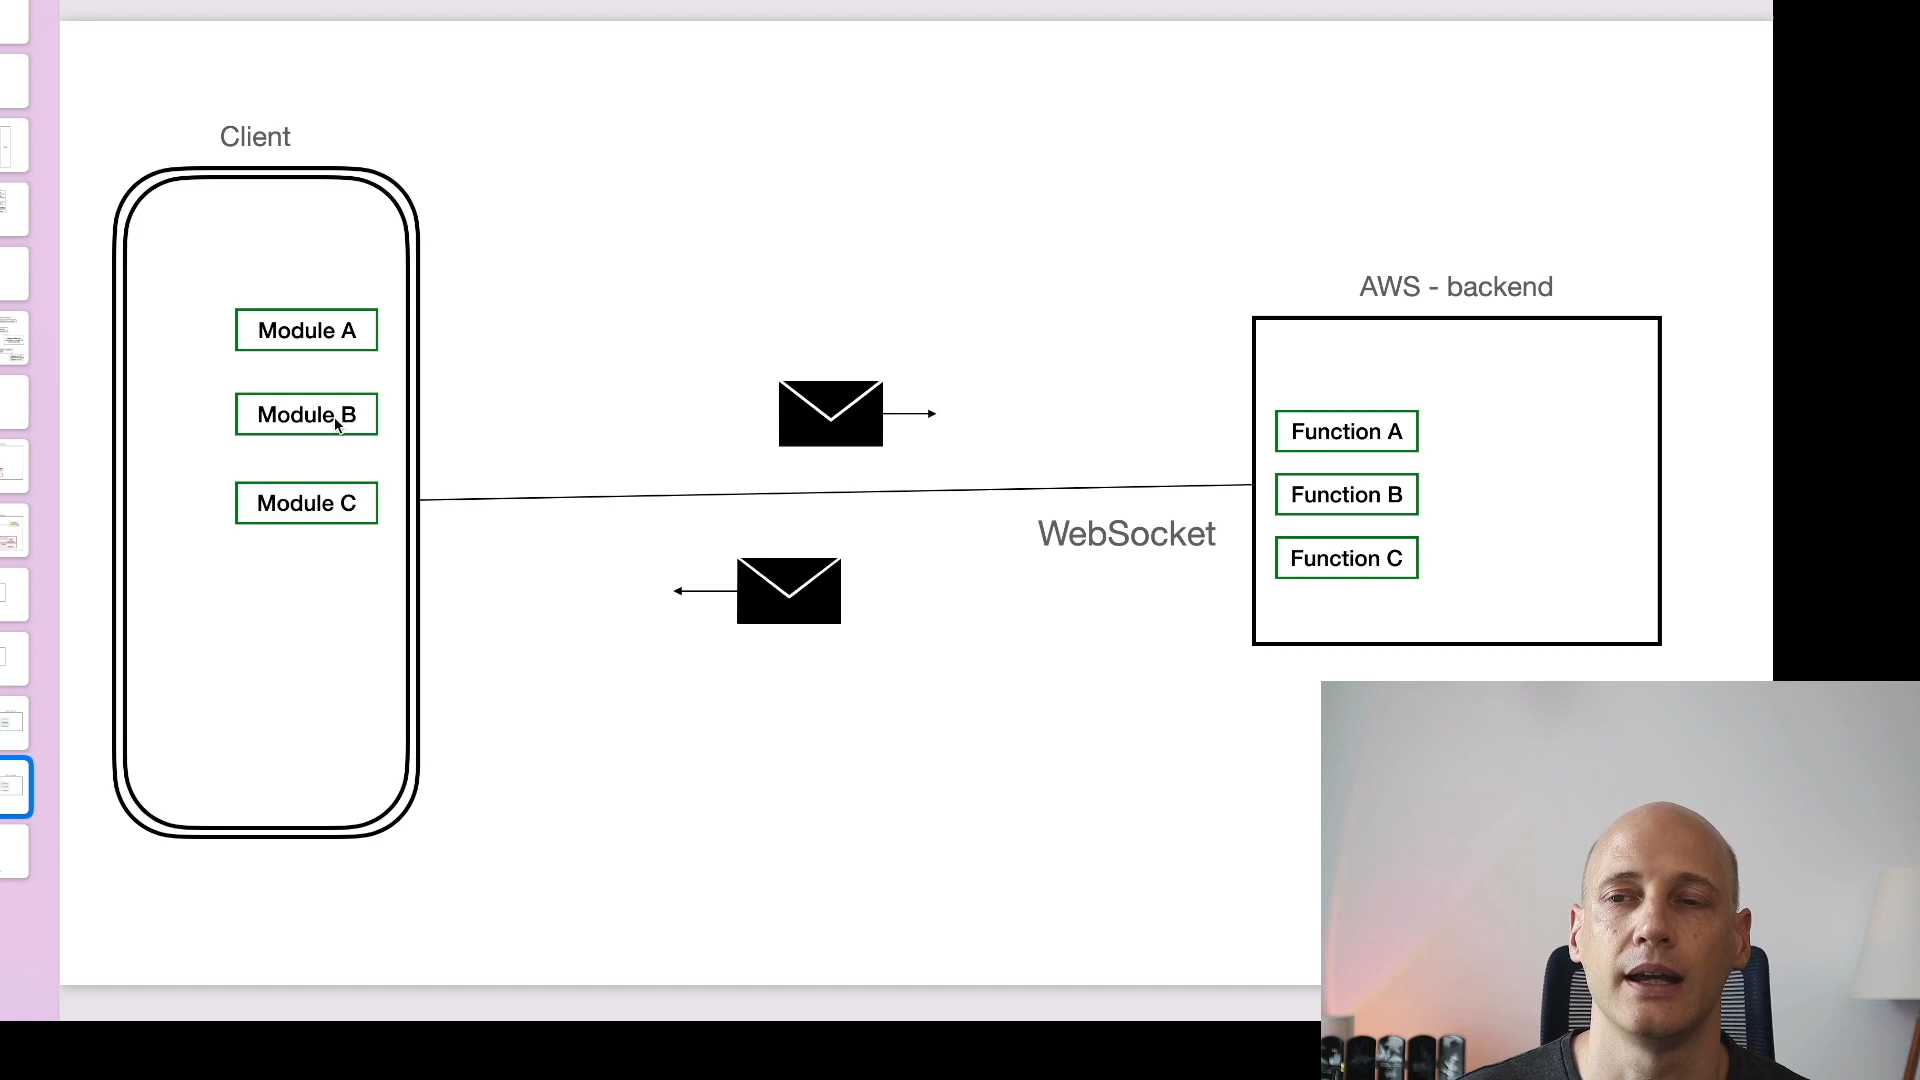 Client
Module A
Module B
Module C
WebSocket
AWS - backend
Function A
Function B
Function C